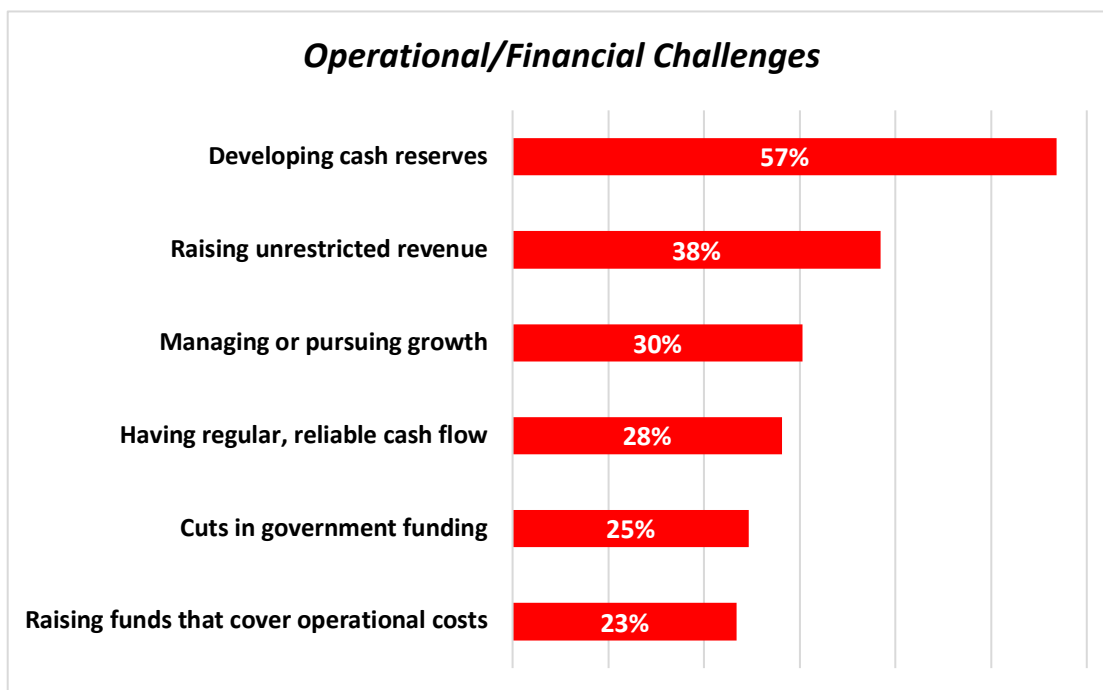 Operational/Financial Challenges
Developing cash reserves 57%
Raising unrestricted revenue 38%
Managing or pursuing growth 30%
Having regular, reliable cash flow 28%
Cuts in government funding 25%
Raising funds that cover operational costs 23%